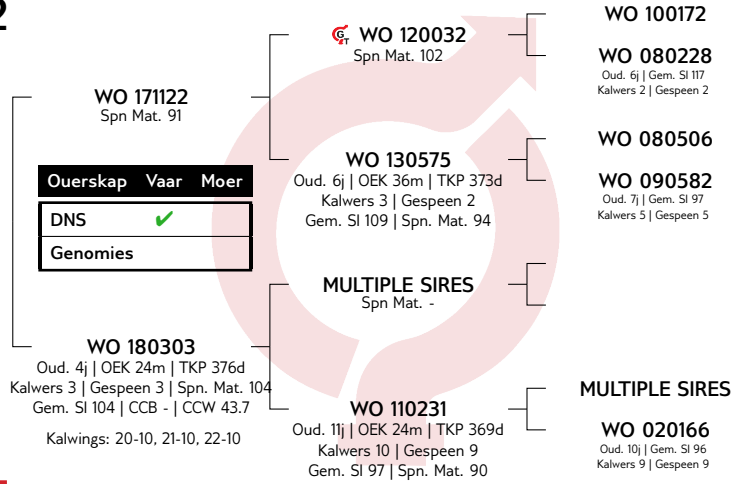 2
WO 171122
Spn Mat. 91
Ouerskap Vaar Moer
DNS ✔
Genomies
WO 180303
Oud. 4j | OEK 24m | TKP 376d
Kalwers 3 | Gespeen 3 | Spn. Mat. 104
Gem. SI 104 | CCB - | CCW 43.7
Kalwings: 20-10, 21-10, 22-10
GT WO 120032
Spn Mat. 102
WO 130575
Oud. 6j | OEK 36m | TKP 373d
Kalwers 3 | Gespeen 2
Gem. SI 109 | Spn. Mat. 94
MULTIPLE SIRES
Spn Mat. -
WO 110231
Oud. 11j | OEK 24m | TKP 369d
Kalwers 10 | Gespeen 9
Gem. SI 97 | Spn. Mat. 90
WO 100172
WO 080228
Oud. 6j | Gem. SI 117
Kalwers 2 | Gespeen 2
WO 080506
WO 090582
Oud. 7j | Gem. SI 97
Kalwers 5 | Gespeen 5
MULTIPLE SIRES
WO 020166
Oud. 10j | Gem. SI 96
Kalwers 9 | Gespeen 9